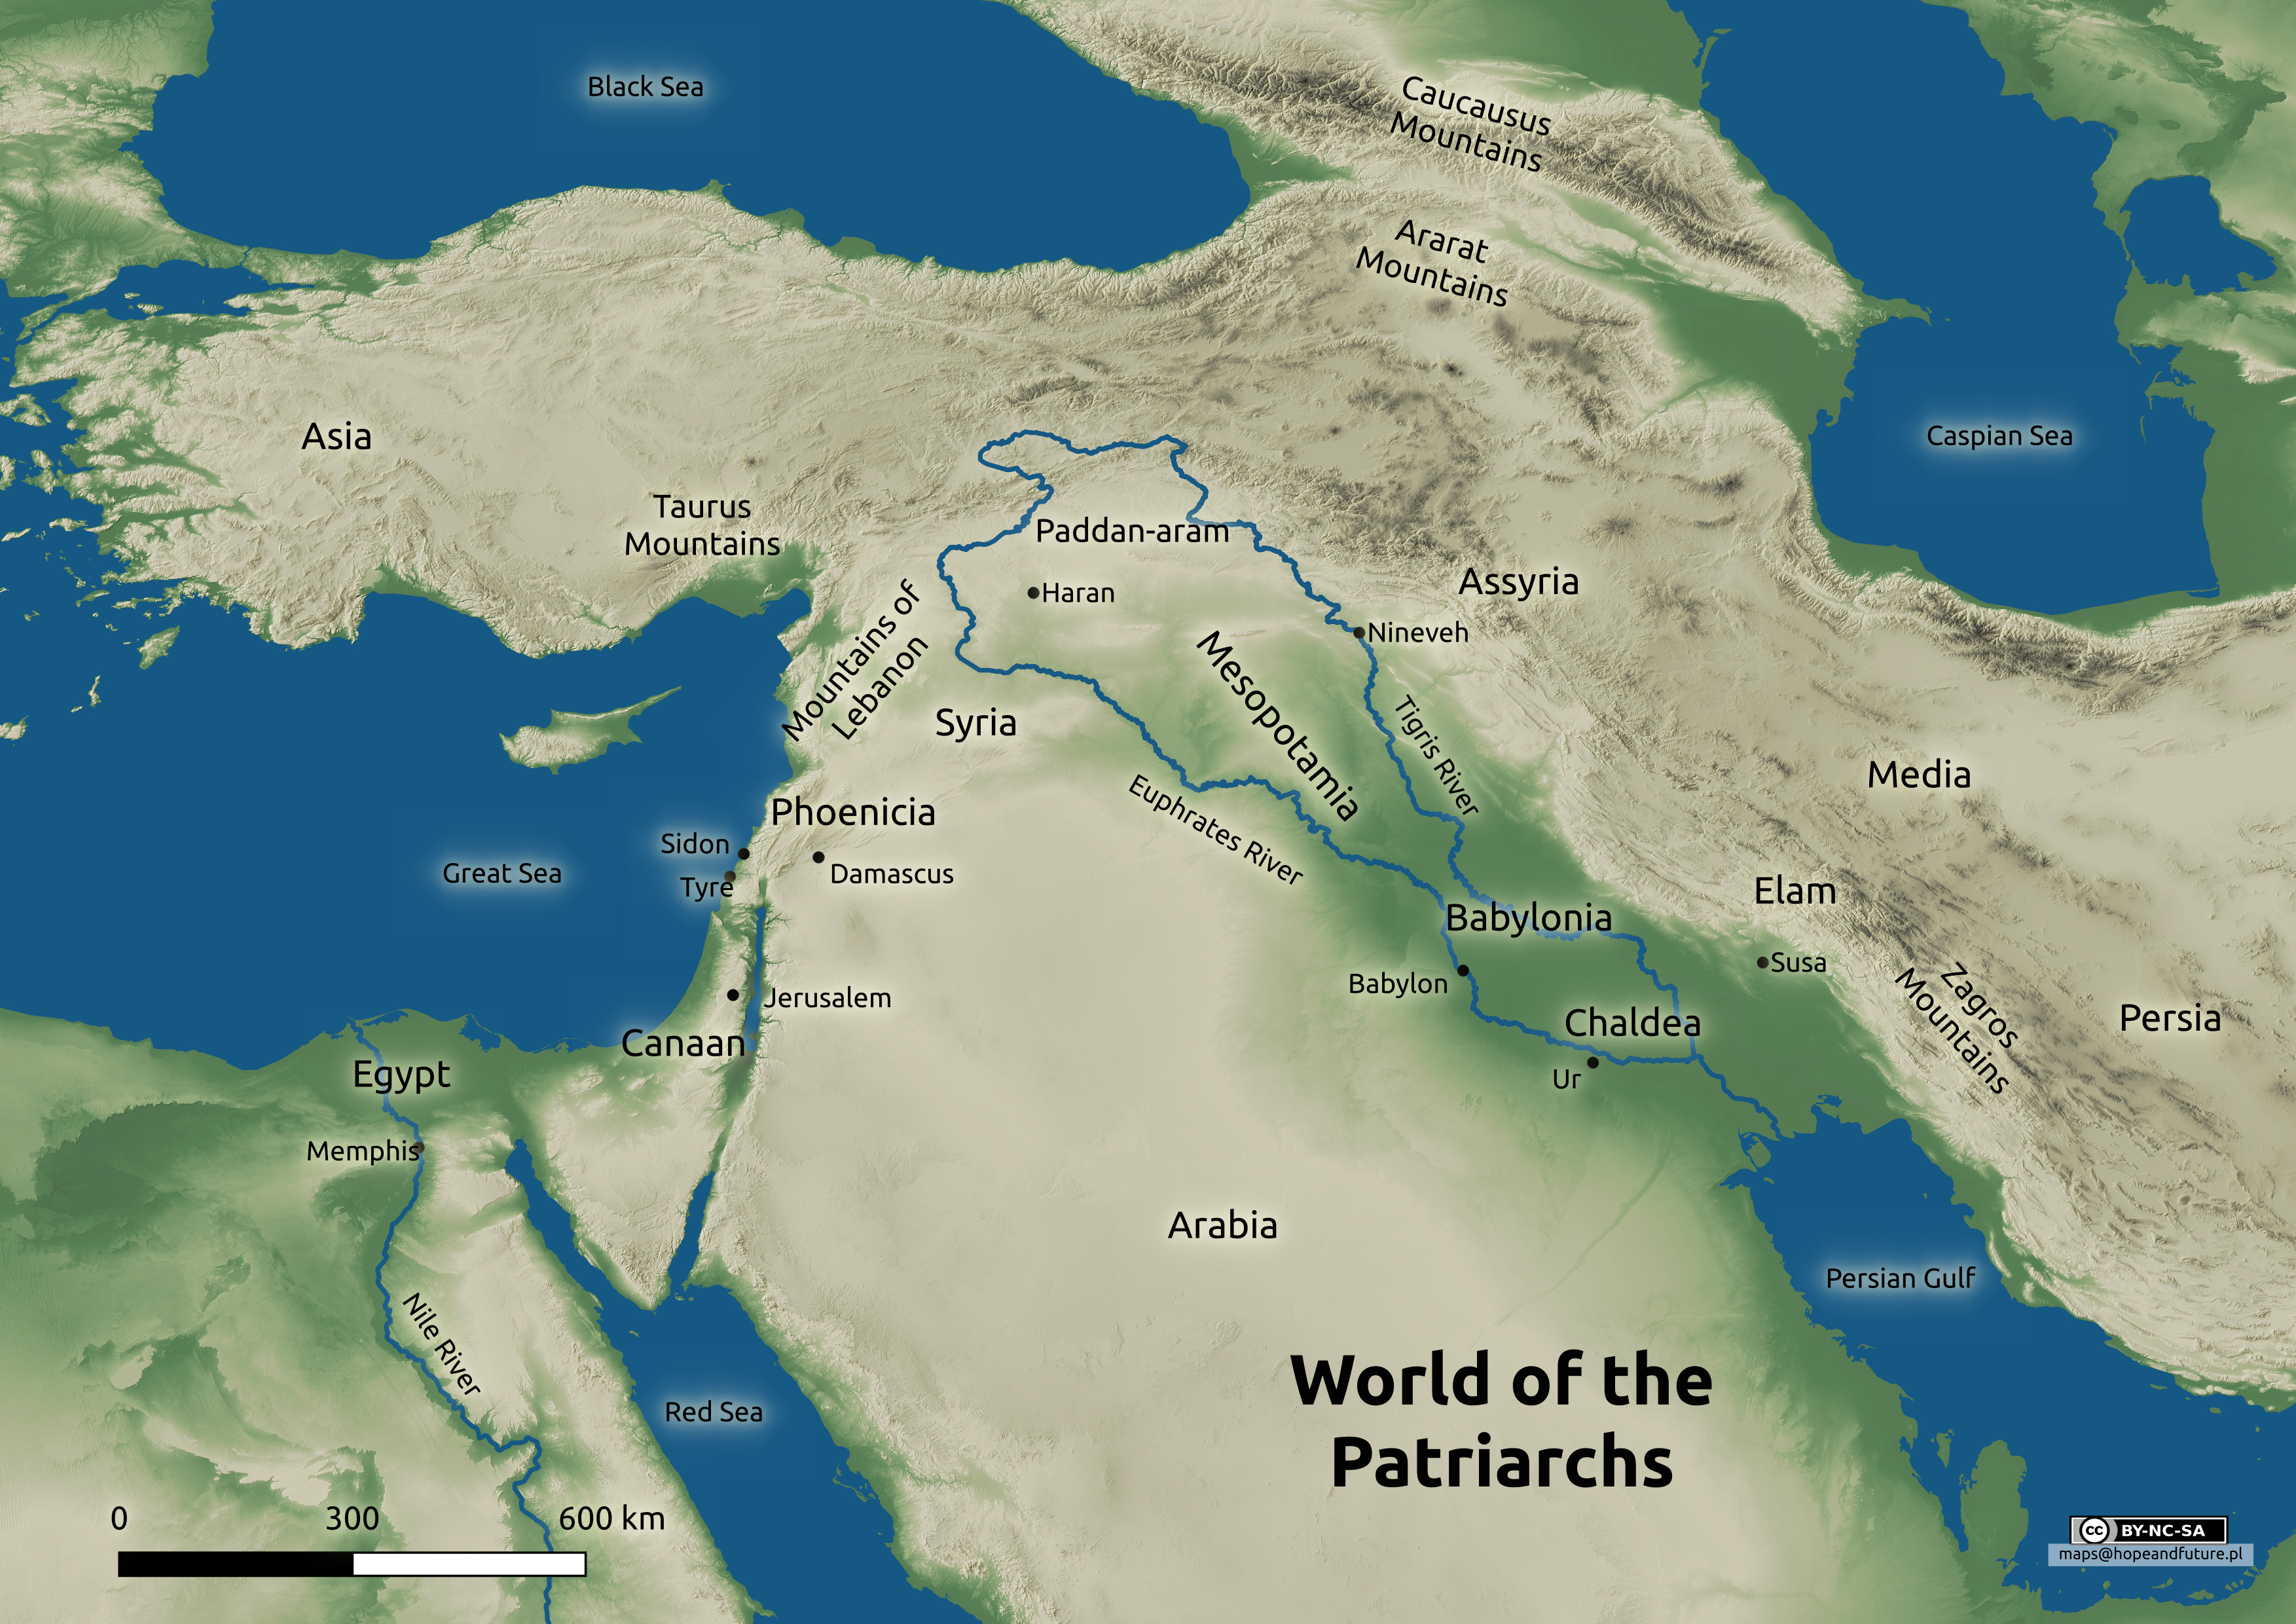 Black Sea
Caucausus
Mountains
Ararat
Mountains
Asia
Caspian Sea
Taurus
Mountains
Paddan-aram
Haran
Assyria
Nineveh
Mountains of
Lebanon
Mesopotamia
Syria
Tigris River
Media
Phoenicia
Euphrates River
Sidon
Great Sea
Damascus
Tyre
Elam
Babylonia
Susa
Babylon
Jerusalem
Zagros
Mountains
Persia
Chaldea
Canaan
Egypt
Ur
Memphis
Arabia
Persian Gulf
Nile River
Red Sea
World of the
Patriarchs
0 300 600 km
cc BY-NC-SA
maps@hopeandfuture.pl